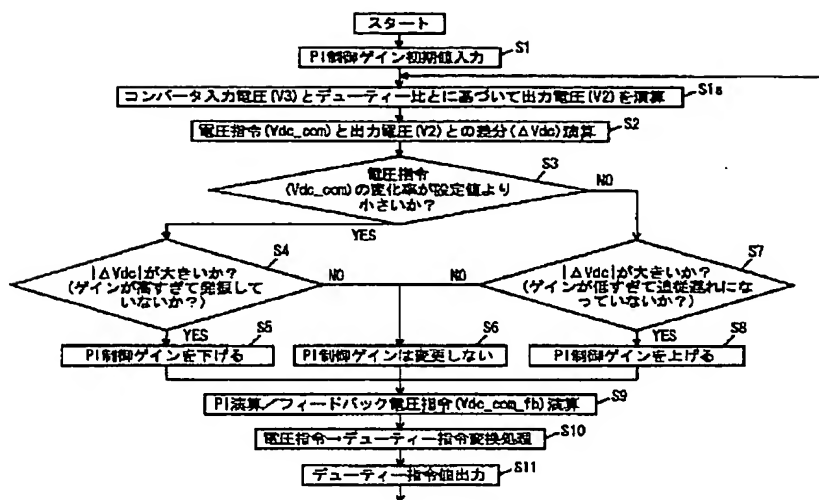 スタート
PI制御ゲイン初期値入力
S1
コンバータ入力電圧(V3)とデューティー比とに基づいて出力電圧(V2)を演算
S1a
電圧指令(Vdc_com)と出力電圧(V2)との差分(ΔVdc)演算
S2
電圧指令
(Vdc_com)の変化率が設定値より
小さいか?
S3
YES
NO
|ΔVdc|が大きいか?
(ゲインが高すぎて発振して
いないか?)
S4
NO
YES
|ΔVdc|が大きいか?
(ゲインが低すぎて追従遅れにな
っていないか?)
S7
NO
YES
PI制御ゲインを下げる
S5
PI制御ゲインは変更しない
S6
PI制御ゲインを上げる
S8
PI演算/フィードバック電圧指令(Vdc_com_fb)演算
S9
電圧指令→デューティー指令変換処理
S10
デューティー指令値出力
S11